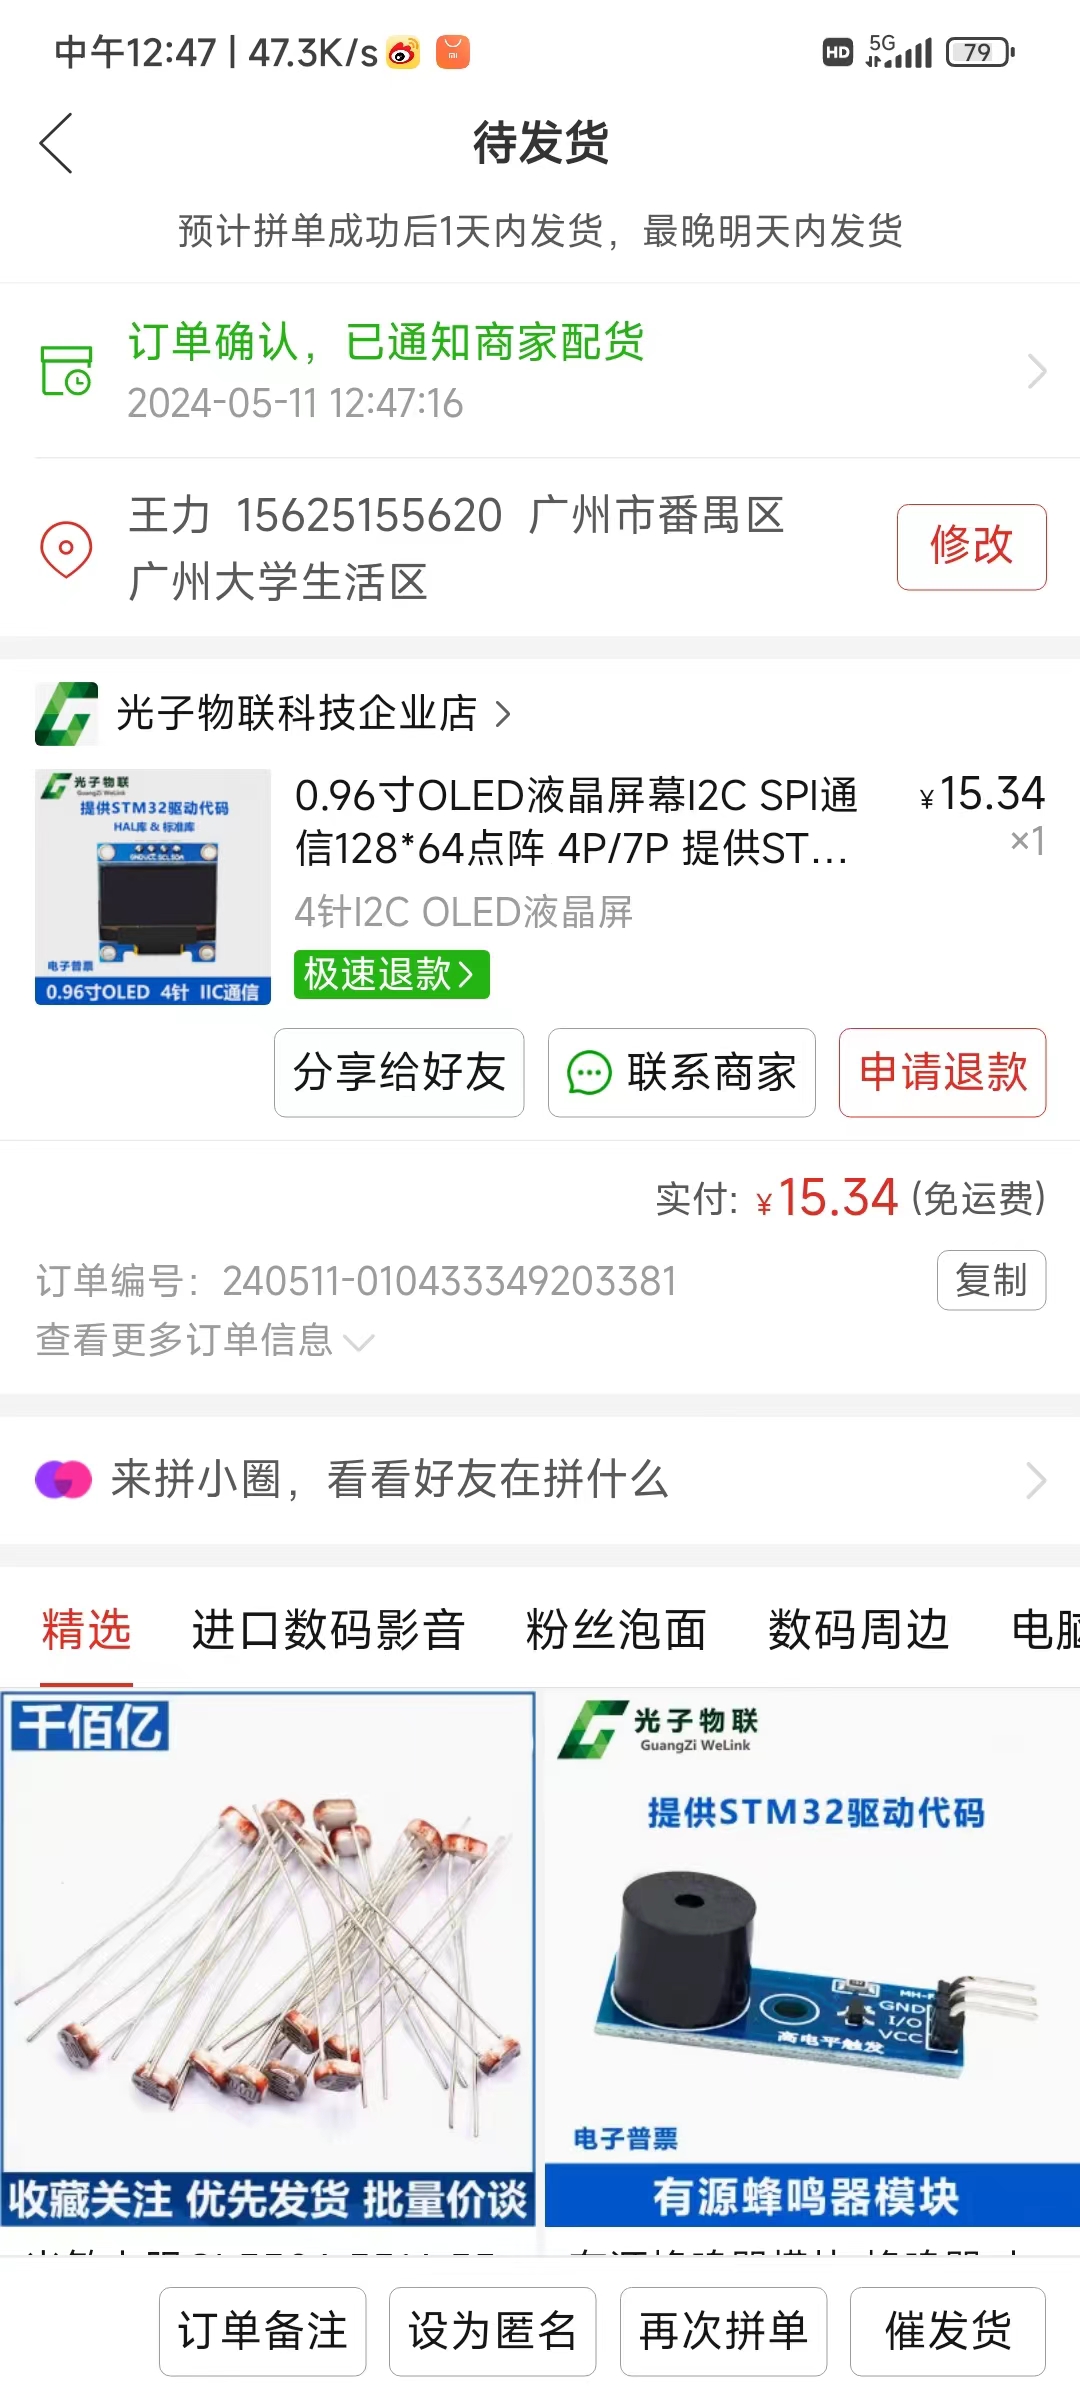 中午12:47 | 47.3K/s
HD 5G 79
待发货
预计拼单成功后1天内发货，最晚明天内发货
订单确认，已通知商家配货
2024-05-11 12:47:16
王力 15625155620 广州市番禺区
广州大学生活区
修改
光子物联科技企业店
光子物联
GuangZi WeLink
提供STM32驱动代码
HAL库 & 标准库
GND VCC SCL SDA
电子普票
0.96寸OLED 4针 IIC通信
0.96寸OLED液晶屏幕I2C SPI通
信128*64点阵 4P/7P 提供ST...
¥15.34
×1
4针I2C OLED液晶屏
极速退款
分享给好友 联系商家 申请退款
实付: ¥15.34 (免运费)
订单编号: 240511-010433349203381
复制
查看更多订单信息
来拼小圈，看看好友在拼什么
精选 进口数码影音 粉丝泡面 数码周边 电脑
千佰亿
收藏关注 优先发货 批量价谈
光子物联
GuangZi WeLink
提供STM32驱动代码
GND
I/O
VCC
高电平触发
电子普票
有源蜂鸣器模块
订单备注 设为匿名 再次拼单 催发货